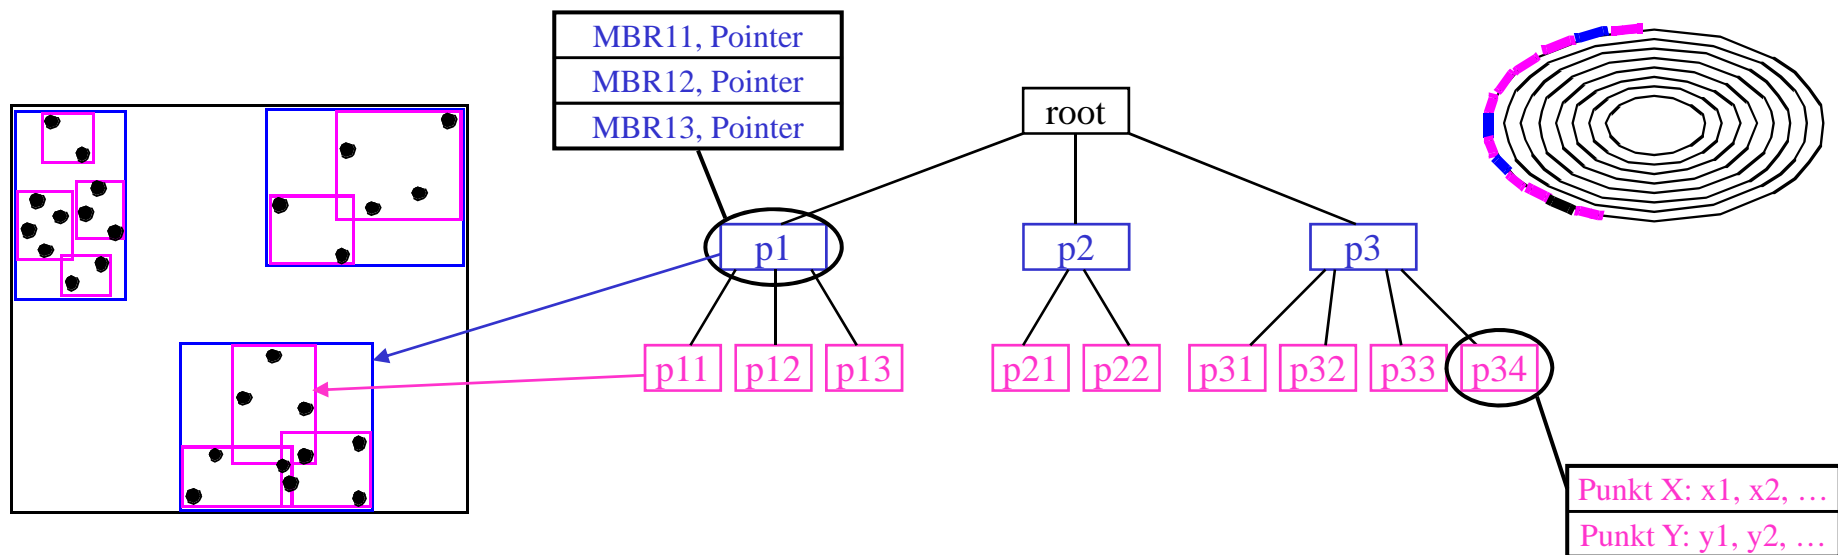 MBR11, Pointer
MBR12, Pointer
MBR13, Pointer
root
p1
p2
p3
p11
p12
p13
p21
p22
p31
p32
p33
p34
Punkt X: x1, x2, …
Punkt Y: y1, y2, …